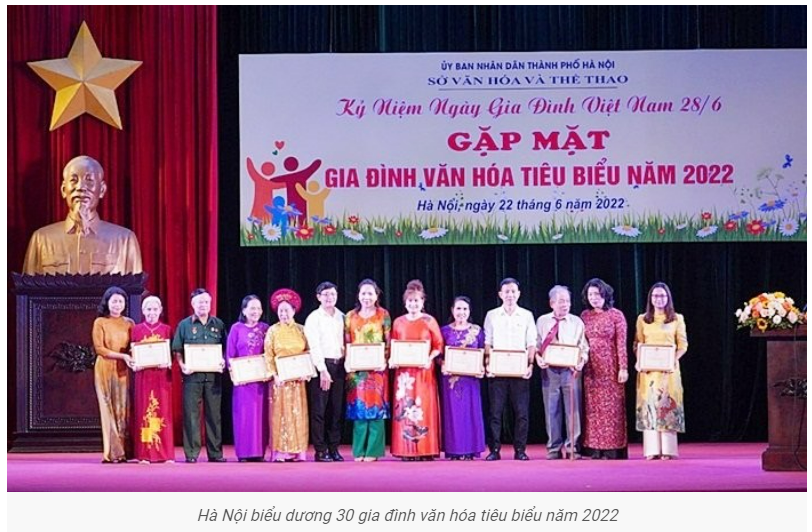 ỦY BAN NHÂN DÂN THÀNH PHỐ HÀ NỘI
SỞ VĂN HÓA VÀ THỂ THAO
Kỷ Niệm Ngày Gia Đình Việt Nam 28/6
GẶP MẶT
GIA ĐÌNH VĂN HÓA TIÊU BIỂU NĂM 2022
Hà Nội, ngày 22 tháng 6 năm 2022
Hà Nội biểu dương 30 gia đình văn hóa tiêu biểu năm 2022